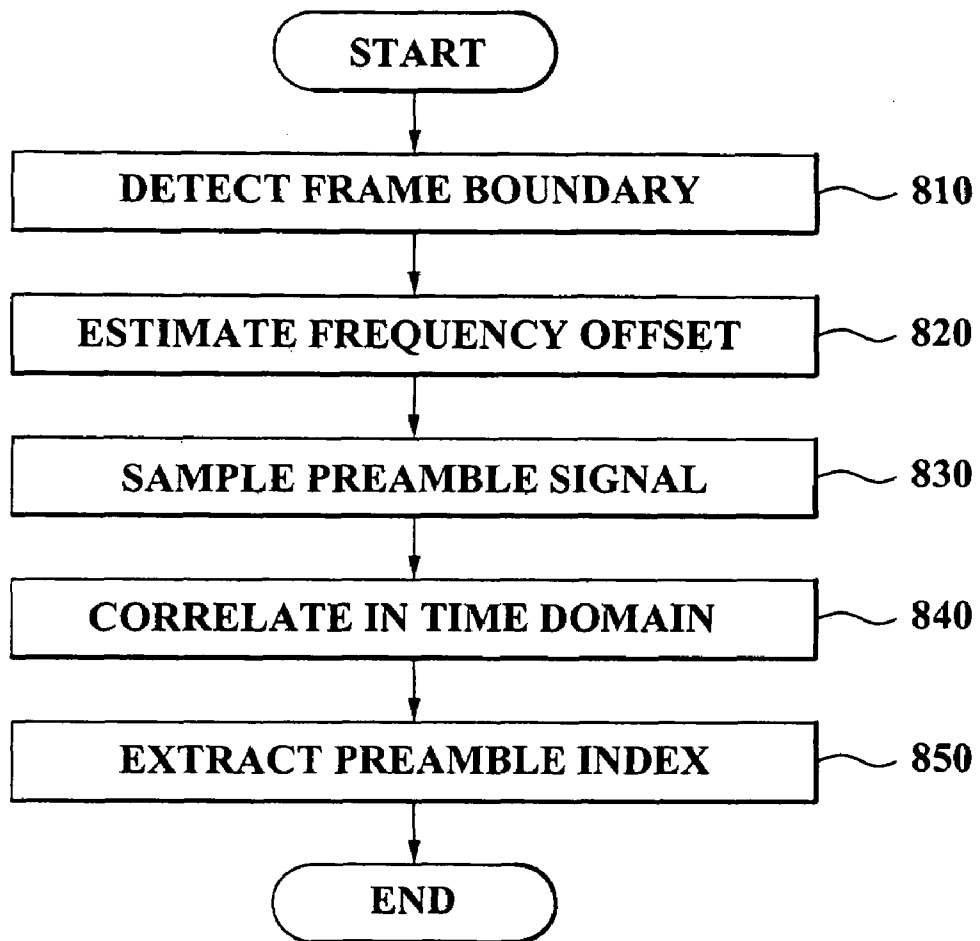 START
DETECT FRAME BOUNDARY 810
ESTIMATE FREQUENCY OFFSET 820
SAMPLE PREAMBLE SIGNAL 830
CORRELATE IN TIME DOMAIN 840
EXTRACT PREAMBLE INDEX 850
END